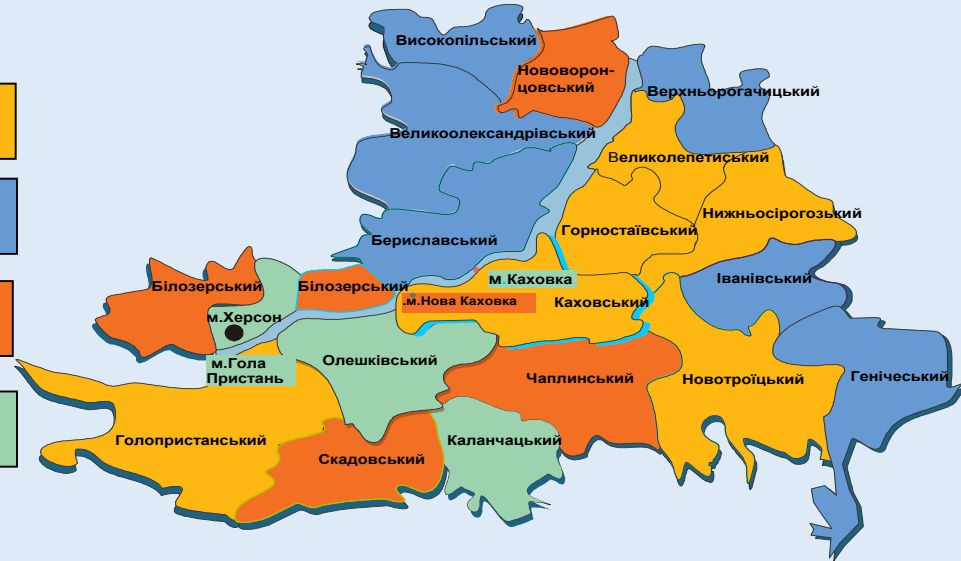 Високопільський
Нововорон-
цовський
Верхньорогачицький
Великоолександрівський
Великолепетиський
Нижньосірогозький
Горностаївський
Бериславський
Іванівський
м.Каховка
Білозерський
Білозерський
.м.Нова Каховка
Каховський
м.Херсон
Олешківський
м.Гола
Пристань
Чаплинський
Новотроїцький
Генічеський
Голопристанський
Каланчацький
Скадовський